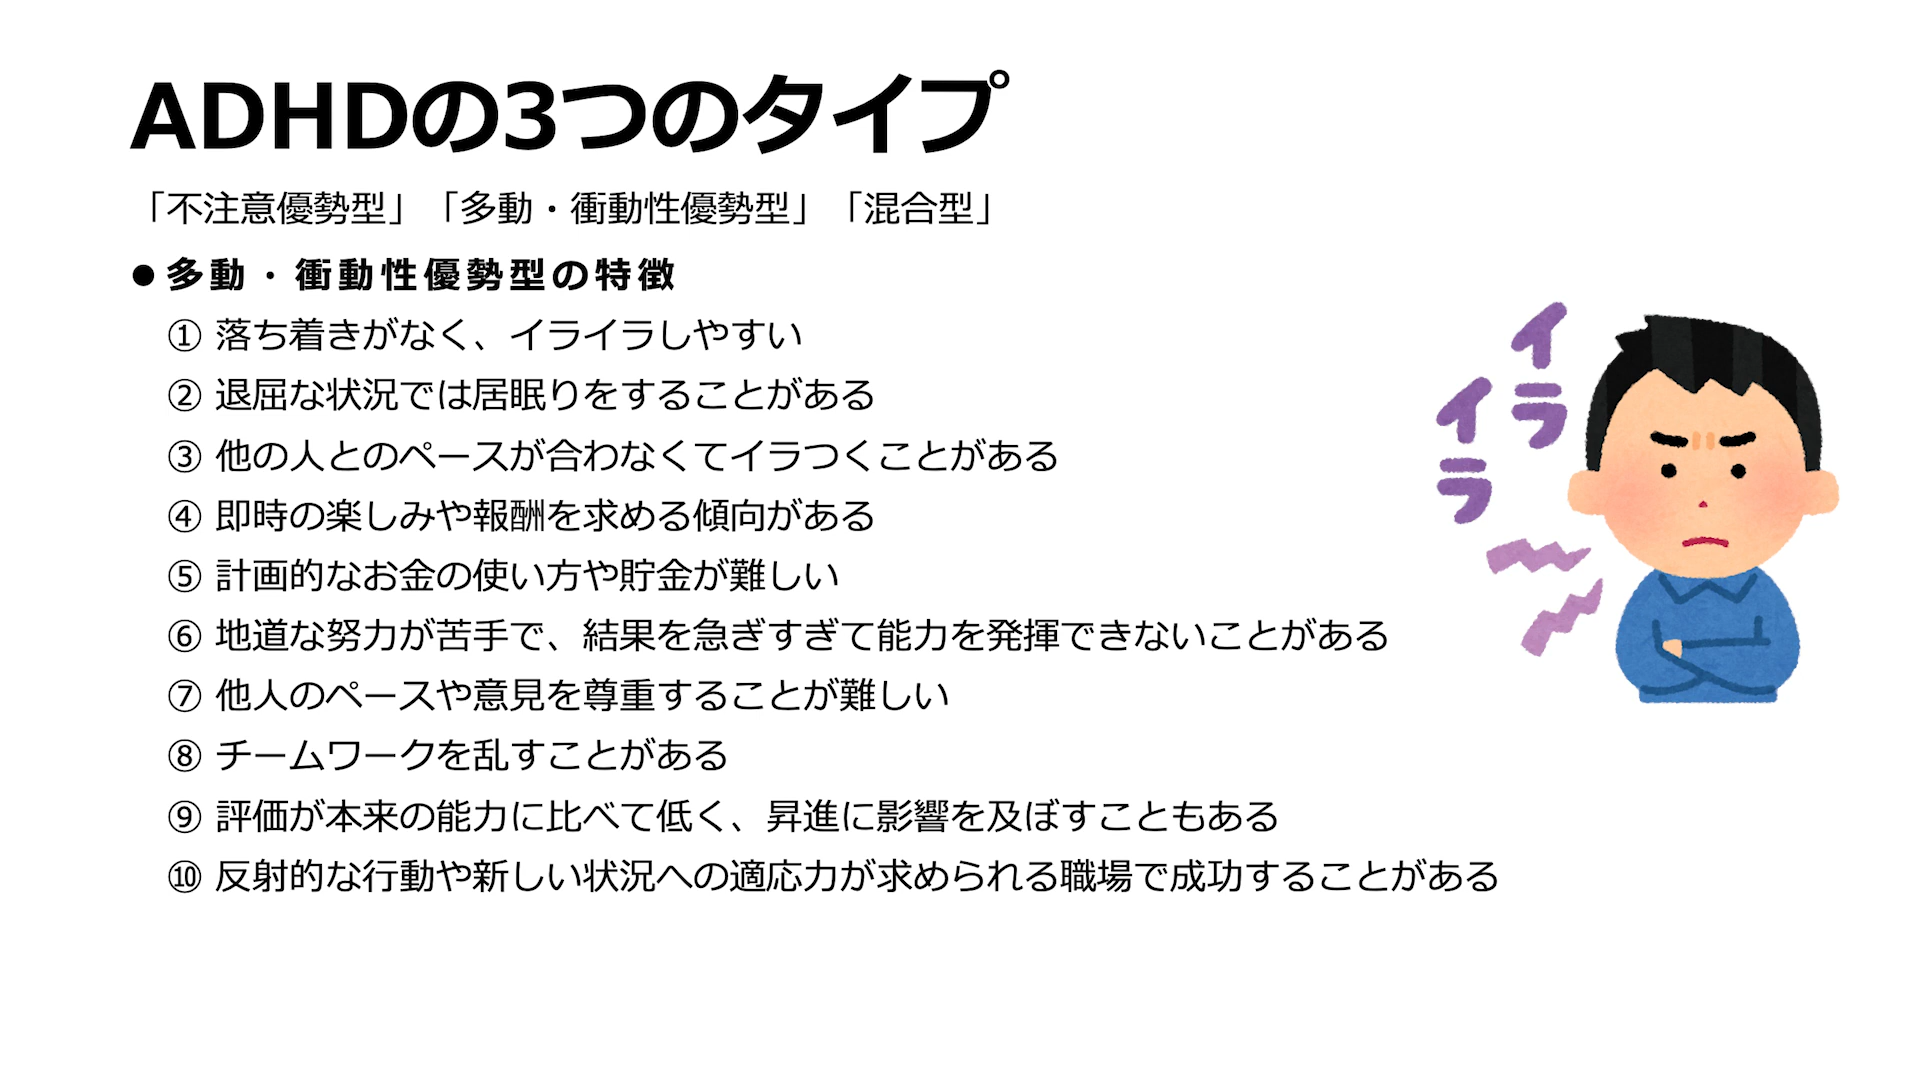 ADHDの3つのタイプ
「不注意優勢型」「多動・衝動性優勢型」「混合型」
●多動・衝動性優勢型の特徴
① 落ち着きがなく、イライラしやすい
② 退屈な状況では居眠りをすることがある
③ 他の人とのペースが合わなくてイラつくことがある
④ 即時の楽しみや報酬を求める傾向がある
⑤ 計画的なお金の使い方や貯金が難しい
⑥ 地道な努力が苦手で、結果を急ぎすぎて能力を発揮できないことがある
⑦ 他人のペースや意見を尊重することが難しい
⑧ チームワークを乱すことがある
⑨ 評価が本来の能力に比べて低く、昇進に影響を及ぼすこともある
⑩ 反射的な行動や新しい状況への適応力が求められる職場で成功することがある
イラ
イラ